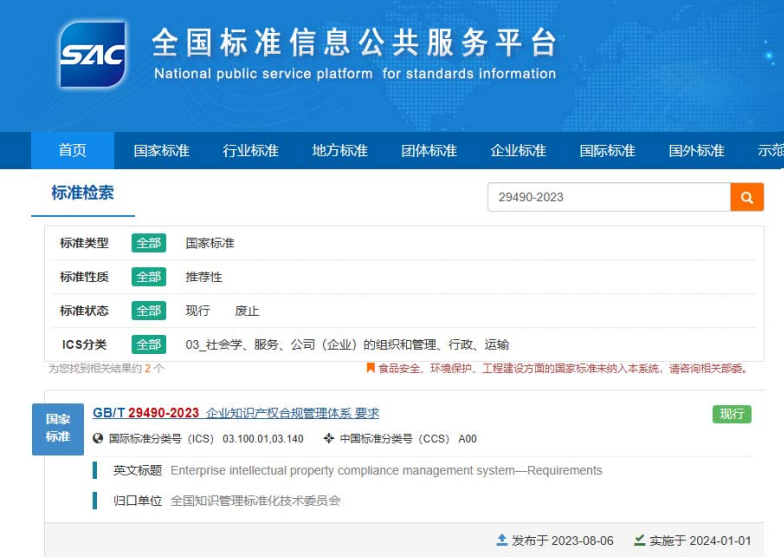 SAC
全国标准信息公共服务平台
National public service platform for standards information
首页 国家标准 行业标准 地方标准 团体标准 企业标准 国际标准 国外标准 示范
标准检索 29490-2023
标准类型 全部 国家标准
标准性质 全部 推荐性
标准状态 全部 现行 废止
ICS分类 全部 03_社会学、服务、公司（企业）的组织和管理、行政、运输
为您找到相关结果约 2 个 食品安全、环境保护、工程建设方面的国家标准未纳入本系统，请咨询相关部委。
国家标准
GB/T 29490-2023 企业知识产权合规管理体系 要求 现行
国际标准分类号（ICS） 03.100.01,03.140 中国标准分类号（CCS） A00
英文标题 Enterprise intellectual property compliance management system—Requirements
归口单位 全国知识管理标准化技术委员会
发布于 2023-08-06 实施于 2024-01-01